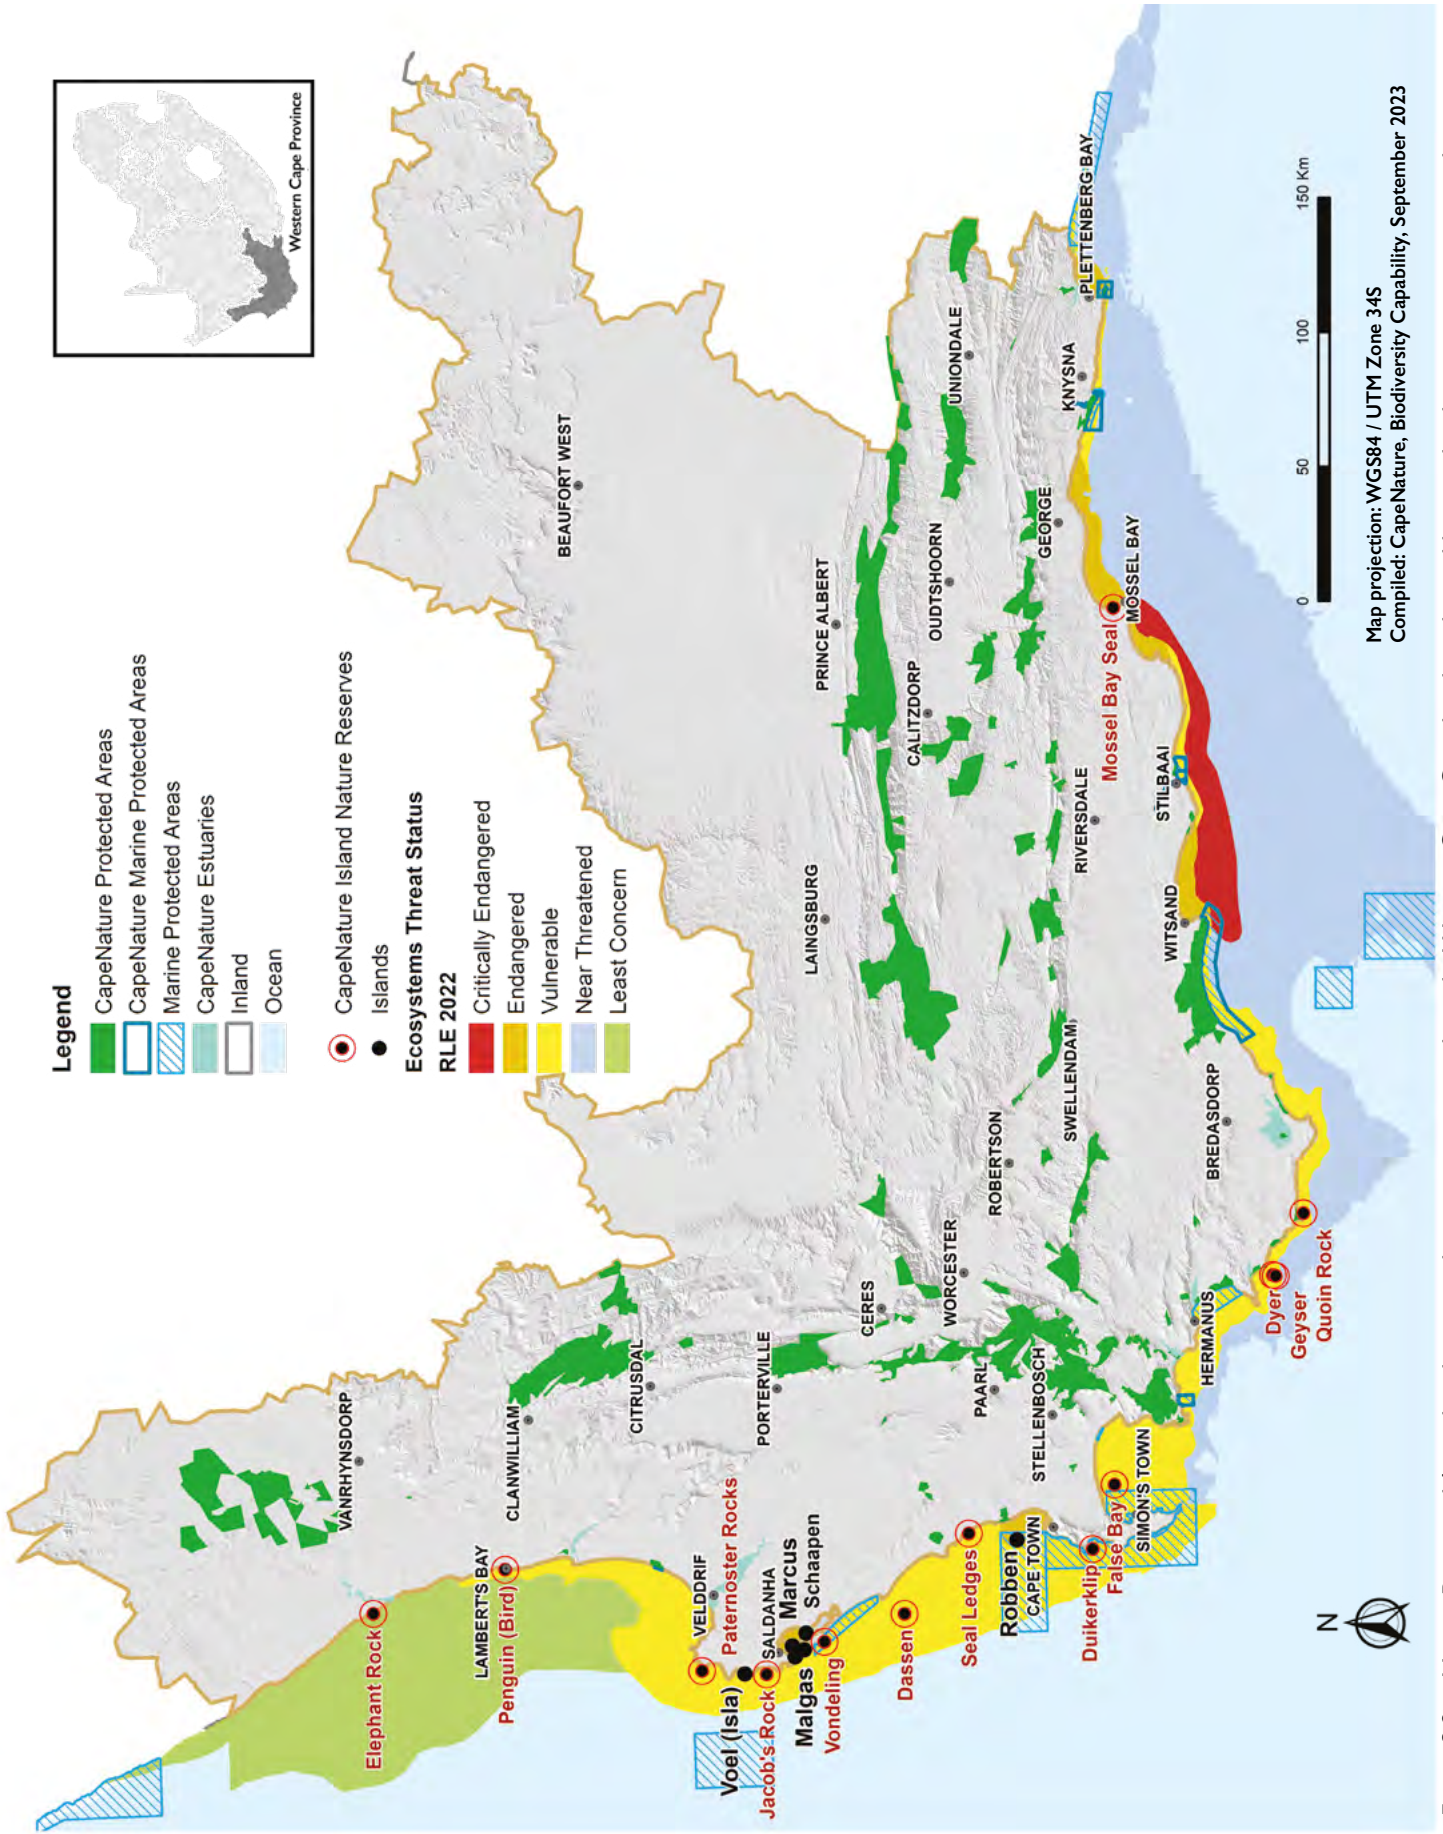 Western Cape Province
Legend
CapeNature Protected Areas
CapeNature Marine Protected Areas
Marine Protected Areas
CapeNature Estuaries
Inland
Ocean
CapeNature Island Nature Reserves
Islands
Ecosystems Threat Status
RLE 2022
Critically Endangered
Endangered
Vulnerable
Near Threatened
Least Concern
VANRHYNSDORP
Elephant Rock
LAMBERT'S BAY
Penguin (Bird)
CLANWILLIAM
CITRUSDAL
BEAUFORT WEST
VELDDRIF
Paternoster Rocks
PORTERVILLE
Voel (Isla)
Jacob's Rock
SALDANHA
Marcus
Schaapen
Malgas
Vondeling
LAINGSBURG
PRINCE ALBERT
CERES
Dassen
WORCESTER
CALITZDORP
OUDTSHOORN
UNIONDALE
Seal Ledges
PAARL
ROBERTSON
Robben
CAPE TOWN
STELLENBOSCH
SWELLENDAM
RIVERSDALE
GEORGE
KNYSNA
PLETTENBERG BAY
Duikerklip
False Bay
SIMON'S TOWN
Mossel Bay Seal
MOSSEL BAY
HERMANUS
BREDASDORP
WITSAND
STILBAAI
Dyer
Geyser
Quoin Rock
N
0 50 100 150 Km
Map projection: WGS84 / UTM Zone 34S
Compiled: CapeNature, Biodiversity Capability, September 2023